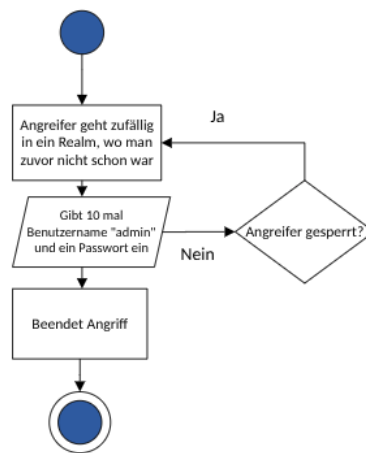 Angreifer geht zufällig
in ein Realm, wo man
zuvor nicht schon war
Ja
Gibt 10 mal
Benutzername "admin"
und ein Passwort ein
Nein
Angreifer gesperrt?
Beendet Angriff